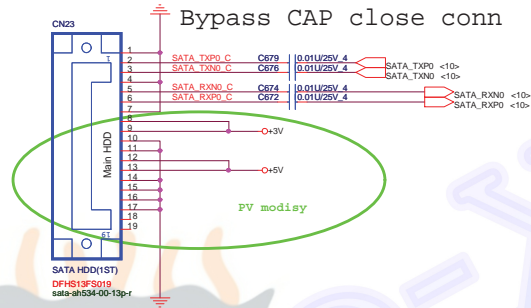 Bypass CAP close conn
CN23
1
1
2 SATA_TXP0_C C679 0.01U/25V_4 SATA_TXP0 <10>
3 SATA_TXN0_C C676 0.01U/25V_4 SATA_TXN0 <10>
4
5 SATA_RXN0_C C674 0.01U/25V_4 SATA_RXN0 <10>
6 SATA_RXP0_C C672 0.01U/25V_4 SATA_RXP0 <10>
7
8
9 +3V
10
11
12
13 +5V
14
15
16
17
18
19
19
Main HDD
PV modisy
SATA HDD(1ST)
DFHS13FS019
sata-ah534-00-13p-r